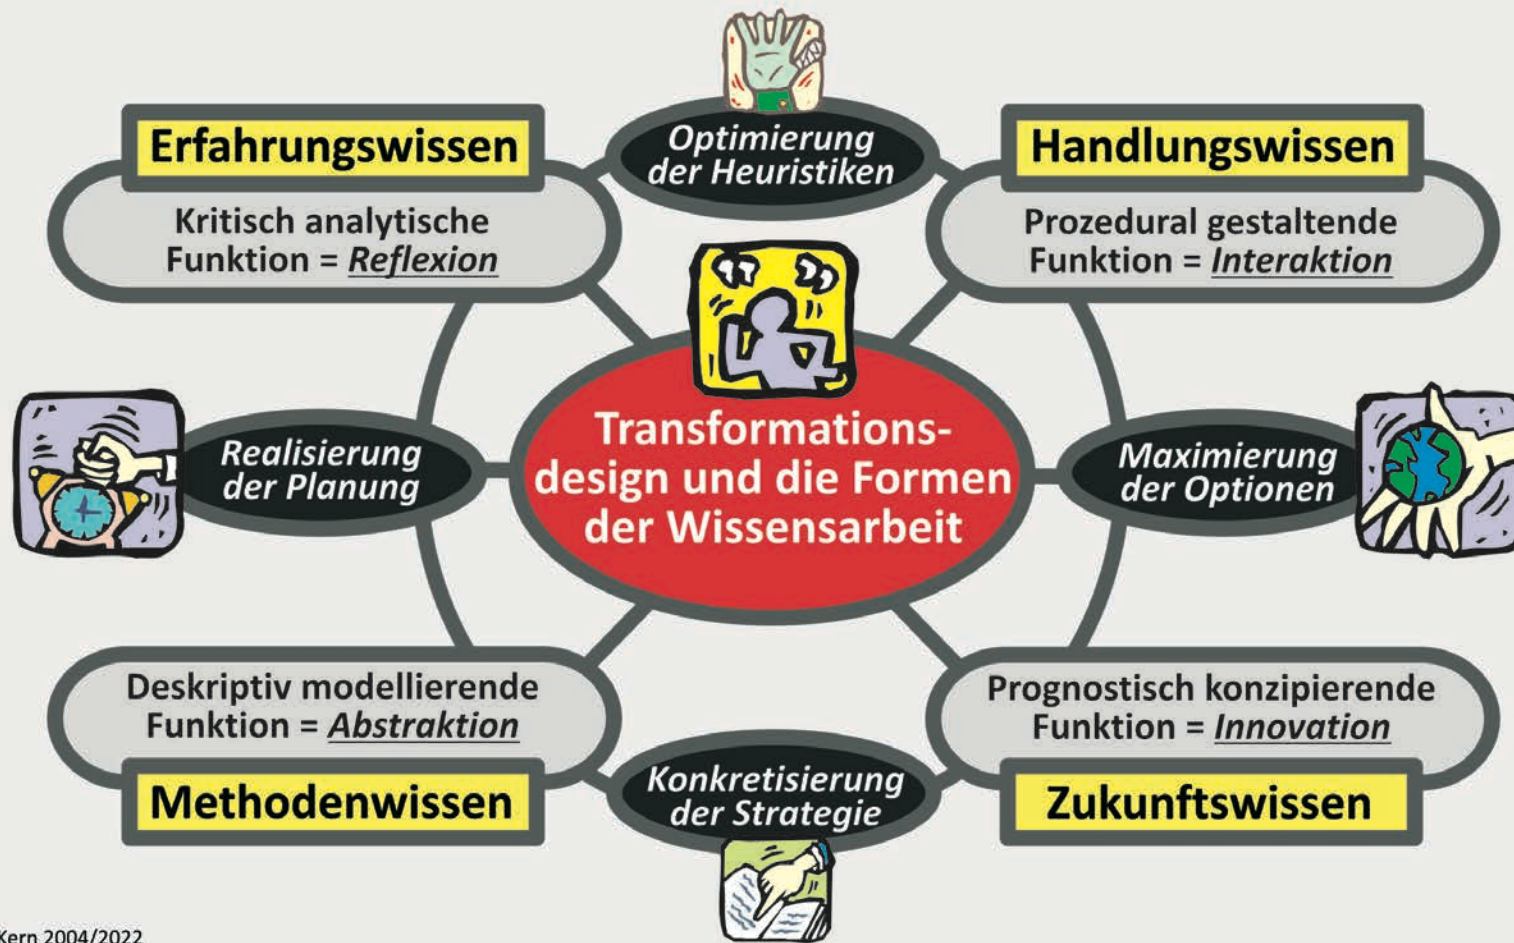 Optimierung
der Heuristiken
Erfahrungswissen
Kritisch analytische
Funktion = Reflexion
Handlungswissen
Prozedural gestaltende
Funktion = Interaktion
Realisierung
der Planung
Transformations-
design und die Formen
der Wissensarbeit
Maximierung
der Optionen
Deskriptiv modellierende
Funktion = Abstraktion
Methodenwissen
Prognostisch konzipierende
Funktion = Innovation
Zukunftswissen
Konkretisierung
der Strategie
Kern 2004/2022